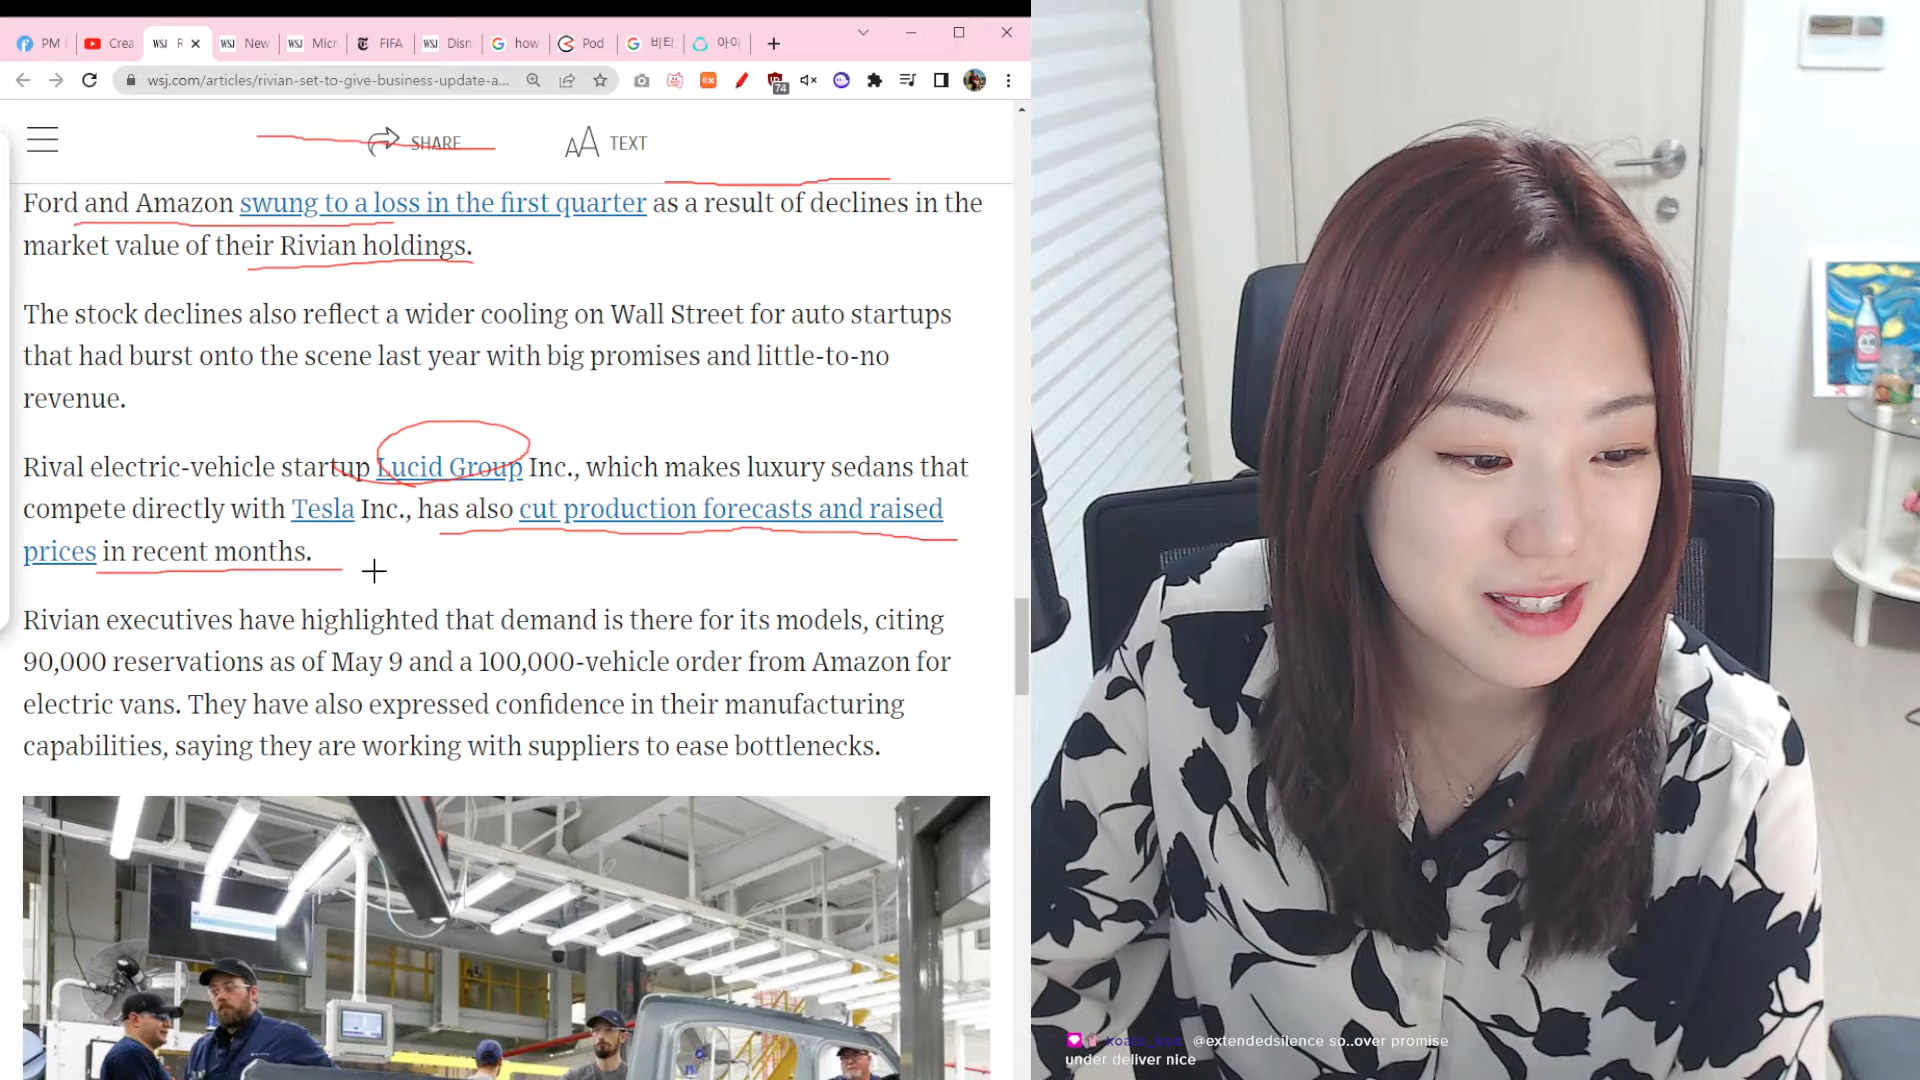 PM
Crea
WSJ R
WSJ New
WSJ Micr
FIFA
WSJ Disn
how
Pod
비타
아이
wsj.com/articles/rivian-set-to-give-business-update-a...
74
SHARE
AA TEXT
Ford and Amazon swung to a loss in the first quarter as a result of declines in the
market value of their Rivian holdings.
The stock declines also reflect a wider cooling on Wall Street for auto startups
that had burst onto the scene last year with big promises and little-to-no
revenue.
Rival electric-vehicle startup Lucid Group Inc., which makes luxury sedans that
compete directly with Tesla Inc., has also cut production forecasts and raised
prices in recent months.
Rivian executives have highlighted that demand is there for its models, citing
90,000 reservations as of May 9 and a 100,000-vehicle order from Amazon for
electric vans. They have also expressed confidence in their manufacturing
capabilities, saying they are working with suppliers to ease bottlenecks.
@extendedsilence so..over promise
under deliver nice